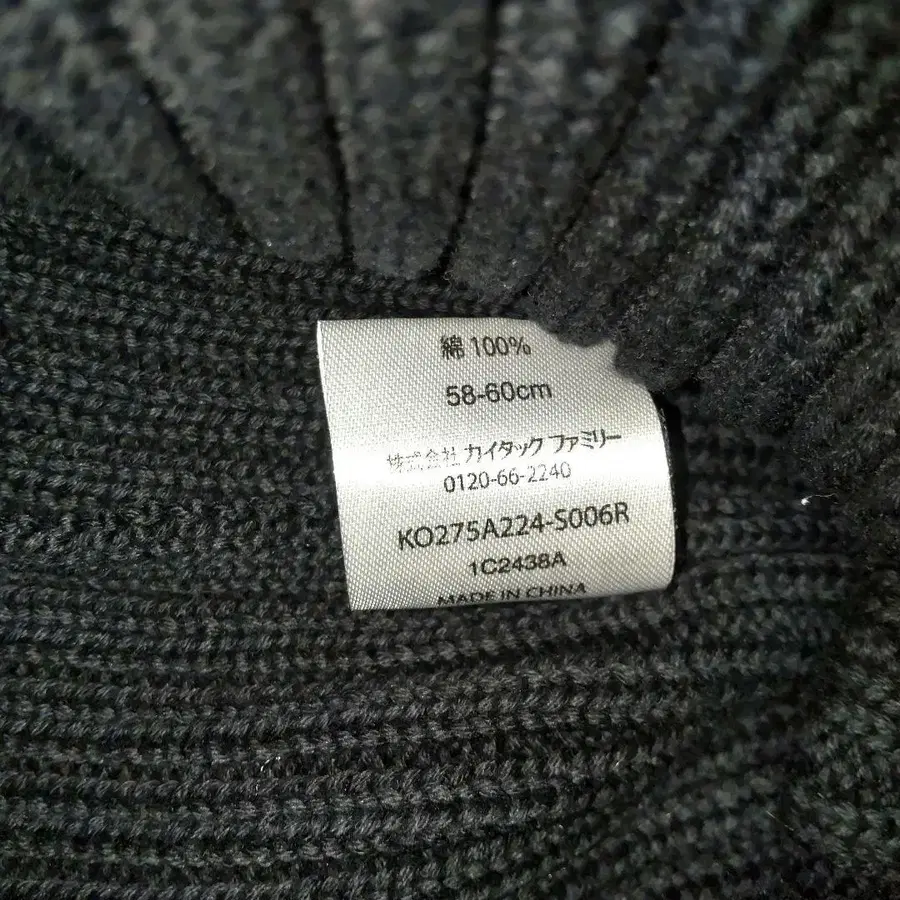 綿 100%
58-60cm
株式会社 カイタック ファミリー
0120-66-2240
KO275A224-S006R
1C2438A
MADE IN CHINA